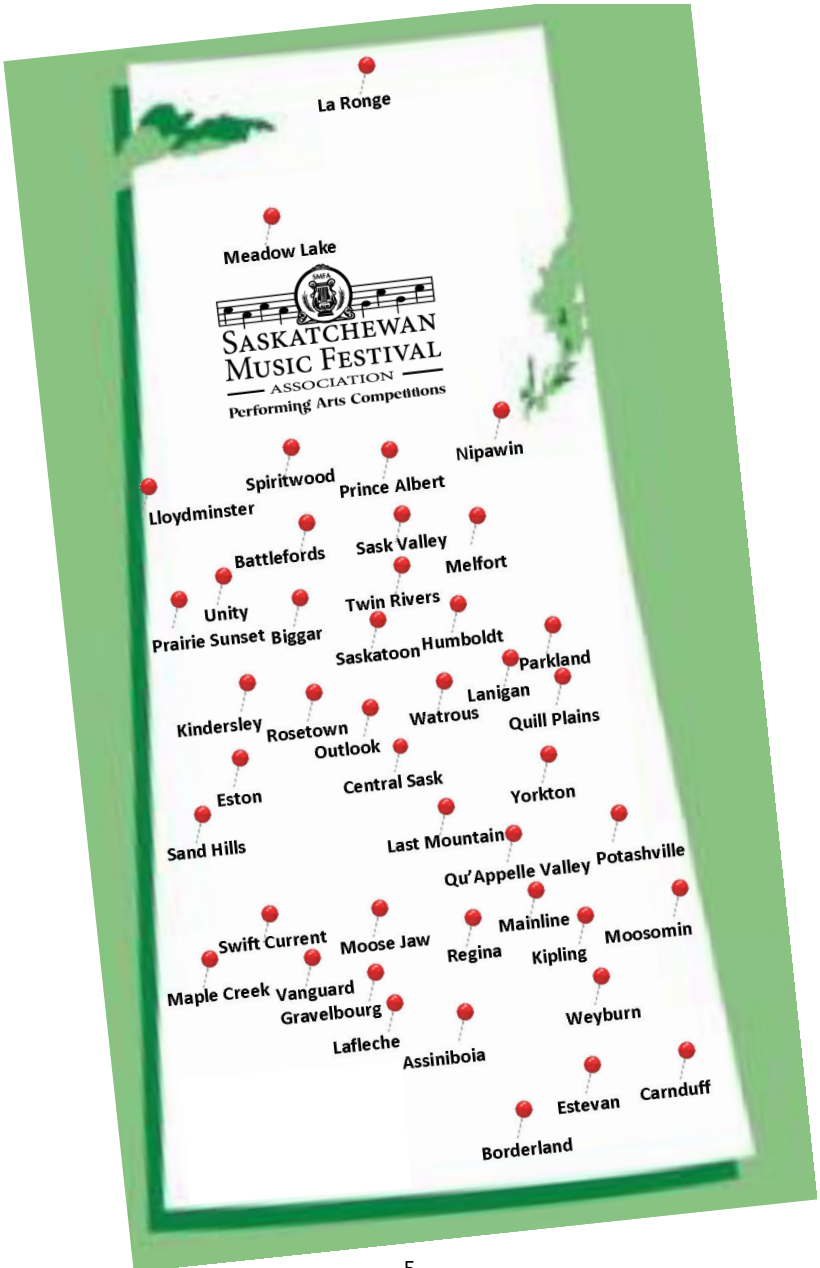 La Ronge
Meadow Lake
SMFA
SASKATCHEWAN
MUSIC FESTIVAL
ASSOCIATION
Performing Arts Competitions
Nipawin
Spiritwood
Prince Albert
Lloydminster
Battlefords
Sask Valley
Melfort
Unity
Twin Rivers
Prairie Sunset
Biggar
Saskatoon
Humboldt
Parkland
Lanigan
Kindersley
Rosetown
Outlook
Watrous
Quill Plains
Eston
Central Sask
Yorkton
Sand Hills
Last Mountain
Qu'Appelle Valley
Potashville
Swift Current
Moose Jaw
Regina
Mainline
Kipling
Moosomin
Maple Creek
Vanguard
Gravelbourg
Lafleche
Assiniboia
Weyburn
Estevan
Carnduff
Borderland